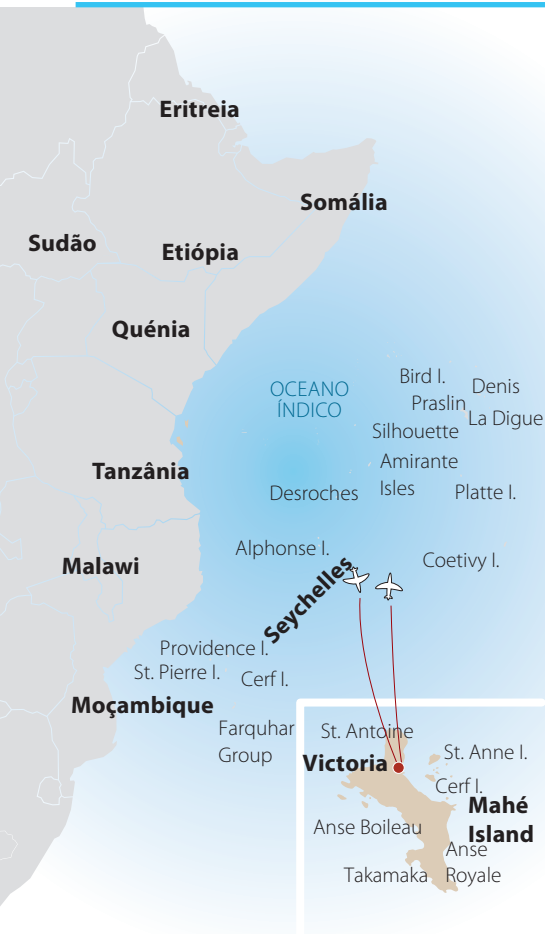 Eritreia
Somália
Sudão
Etiópia
Quénia
OCEANO
ÍNDICO
Bird I.
Denis
Praslin
La Digue
Silhouette
Tanzânia
Amirante
Isles
Desroches
Platte I.
Alphonse I.
Coetivy I.
Malawi
Seychelles
Providence I.
St. Pierre I.
Cerf I.
Moçambique
Farquhar
Group
St. Antoine
Victoria
St. Anne I.
Cerf I.
Mahé
Island
Anse Boileau
Anse
Royale
Takamaka